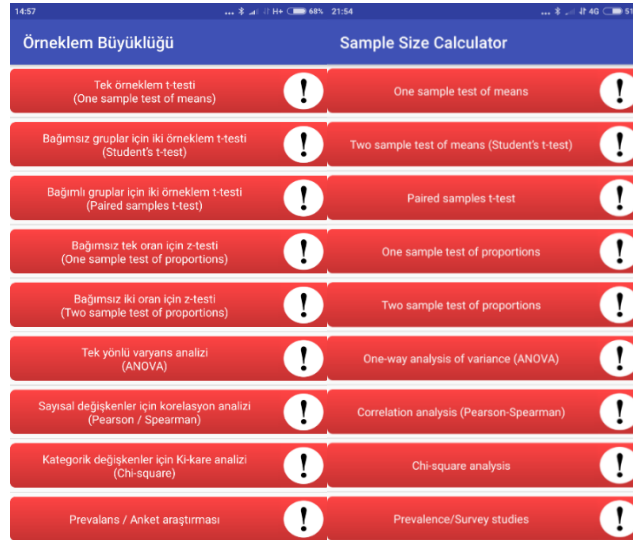 14:57
... H+ 68%
Örneklem Büyüklüğü
Tek örneklem t-testi
(One sample test of means)
!
Bağımsız gruplar için iki örneklem t-testi
(Student's t-test)
!
Bağımlı gruplar için iki örneklem t-testi
(Paired samples t-test)
!
Bağımsız tek oran için z-testi
(One sample test of proportions)
!
Bağımsız iki oran için z-testi
(Two sample test of proportions)
!
Tek yönlü varyans analizi
(ANOVA)
!
Sayısal değişkenler için korelasyon analizi
(Pearson / Spearman)
!
Kategorik değişkenler için Ki-kare analizi
(Chi-square)
!
Prevalans / Anket araştırması
!
21:54
... 4G 51
Sample Size Calculator
One sample test of means
!
Two sample test of means (Student's t-test)
!
Paired samples t-test
!
One sample test of proportions
!
Two sample test of proportions
!
One-way analysis of variance (ANOVA)
!
Correlation analysis (Pearson-Spearman)
!
Chi-square analysis
!
Prevalence/Survey studies
!